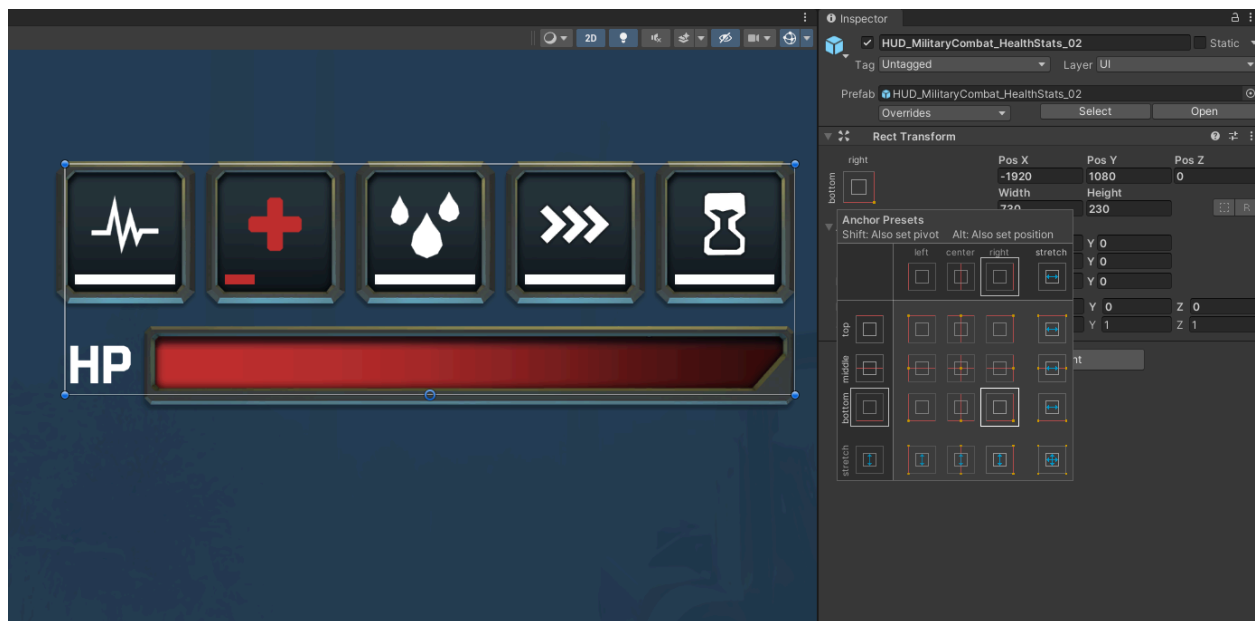 Inspector
HUD_MilitaryCombat_HealthStats_02
Static
Tag Untagged
Layer UI
Prefab HUD_MilitaryCombat_HealthStats_02
Overrides
Select
Open
Rect Transform
right
bottom
Pos X
Pos Y
Pos Z
-1920
1080
0
Width
Height
730
230
R
Anchor Presets
Shift: Also set pivot
Alt: Also set position
left
center
right
stretch
top
middle
bottom
stretch
Y 0
Y 0
Y 0
Y 0
Z 0
Y 1
Z 1
nt
2D
HP